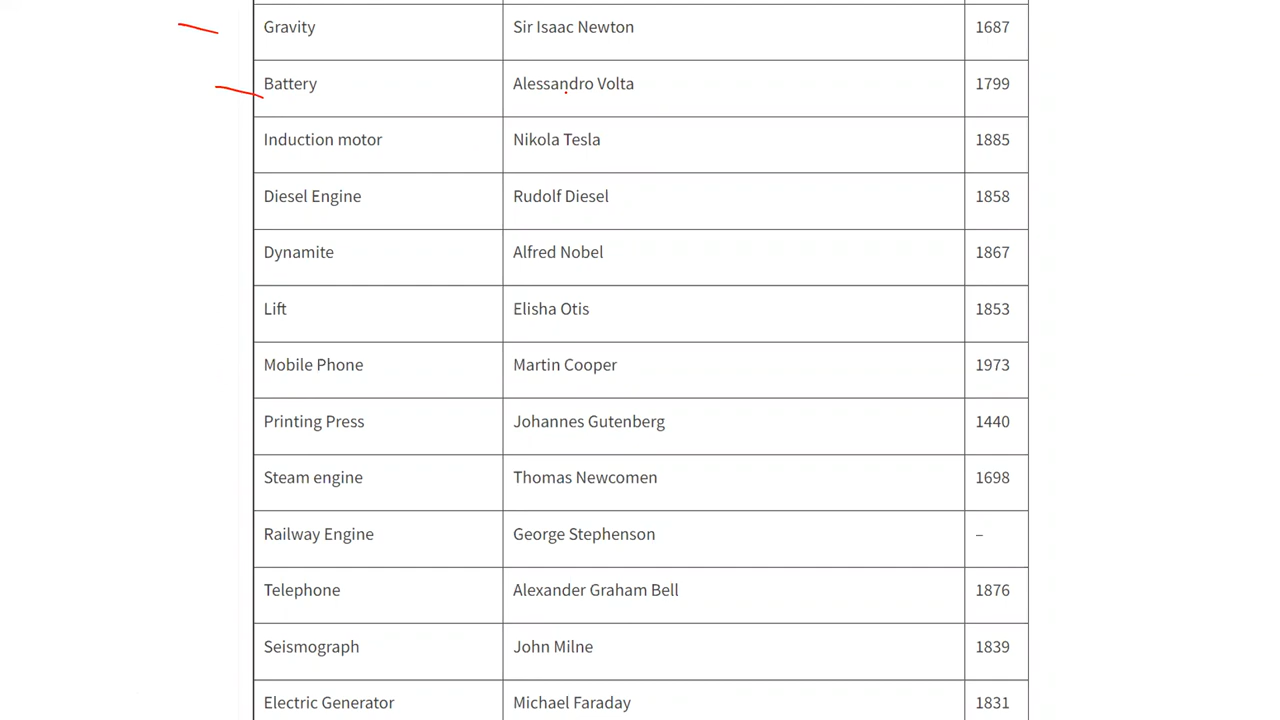 Gravity Sir Isaac Newton 1687
Battery Alessandro Volta 1799
Induction motor Nikola Tesla 1885
Diesel Engine Rudolf Diesel 1858
Dynamite Alfred Nobel 1867
Lift Elisha Otis 1853
Mobile Phone Martin Cooper 1973
Printing Press Johannes Gutenberg 1440
Steam engine Thomas Newcomen 1698
Railway Engine George Stephenson –
Telephone Alexander Graham Bell 1876
Seismograph John Milne 1839
Electric Generator Michael Faraday 1831